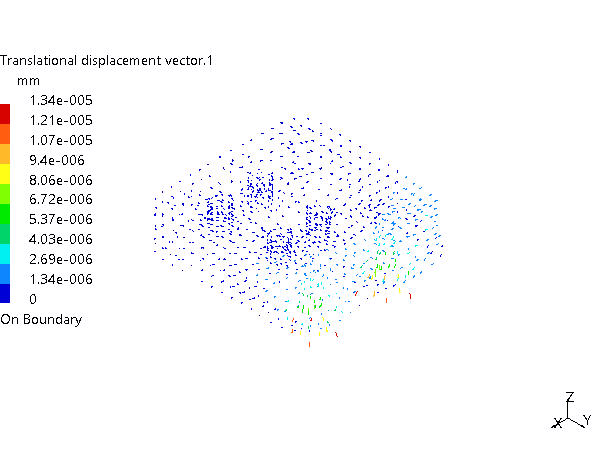 Translational displacement vector.1
mm
1.34e-005
1.21e-005
1.07e-005
9.4e-006
8.06e-006
6.72e-006
5.37e-006
4.03e-006
2.69e-006
1.34e-006
0
On Boundary
Z
X
Y